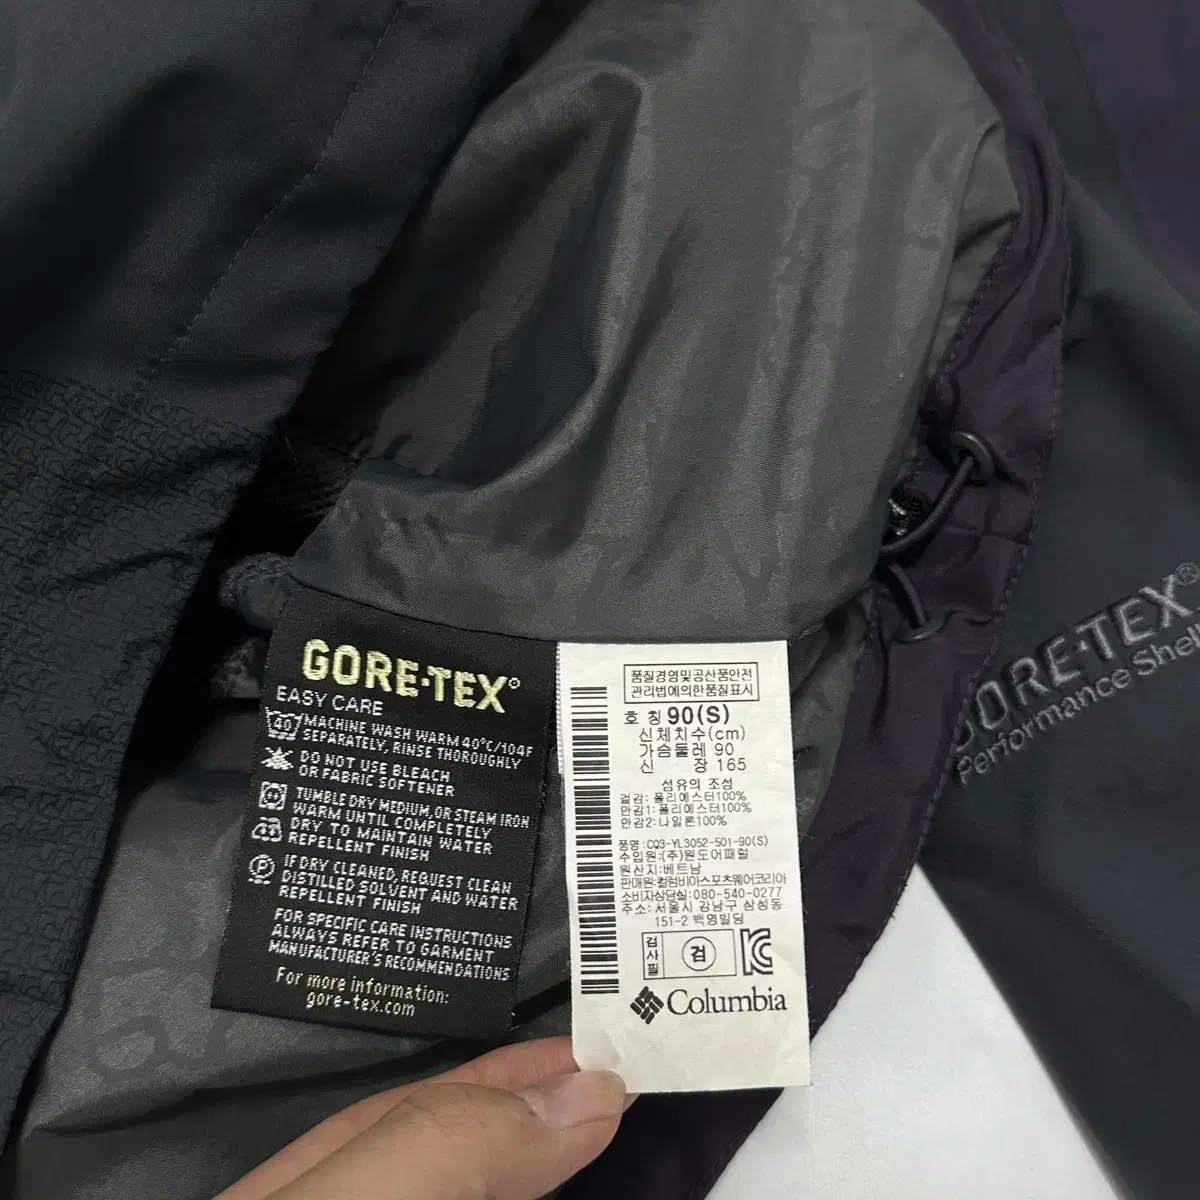 GORE-TEX®
EASY CARE
40 MACHINE WASH WARM 40°C/104F
SEPARATELY, RINSE THOROUGHLY
DO NOT USE BLEACH
OR FABRIC SOFTENER
TUMBLE DRY MEDIUM, OR STEAM IRON
WARM UNTIL COMPLETELY
DRY TO MAINTAIN WATER
REPELLENT FINISH
P IF DRY CLEANED, REQUEST CLEAN
DISTILLED SOLVENT AND WATER
REPELLENT FINISH
FOR SPECIFIC CARE INSTRUCTIONS
ALWAYS REFER TO GARMENT
MANUFACTURER'S RECOMMENDATIONS
For more information:
gore-tex.com
품질경영및공산품안전
관리법에의한품질표시
호 칭 90(S)
신체치수(cm)
가슴둘레 90
신 장 165
섬유의 조성
겉감: 폴리에스터100%
안감1: 폴리에스터100%
안감2: 나일론100%
품명: CQ3-YL3052-501-90(S)
수입원: (주)원도어패럴
원산지: 베트남
판매원: 컬럼비아스포츠웨어코리아
소비자상담실: 080-540-0277
주소: 서울시 강남구 삼성동
151-2 백영빌딩
검사필 검
Columbia
GORE-TEX®
Performance Shell